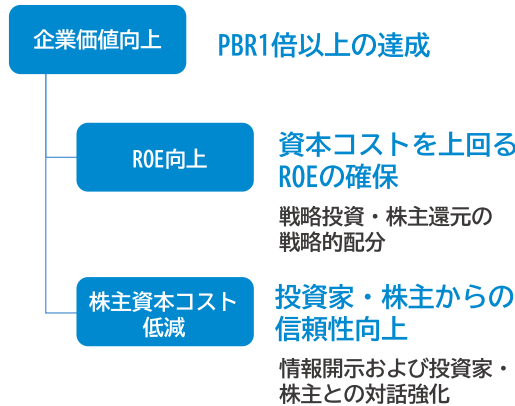 企業価値向上
PBR1倍以上の達成
ROE向上
資本コストを上回る
ROEの確保
戦略投資・株主還元の
戦略的配分
株主資本コスト
低減
投資家・株主からの
信頼性向上
情報開示および投資家・
株主との対話強化